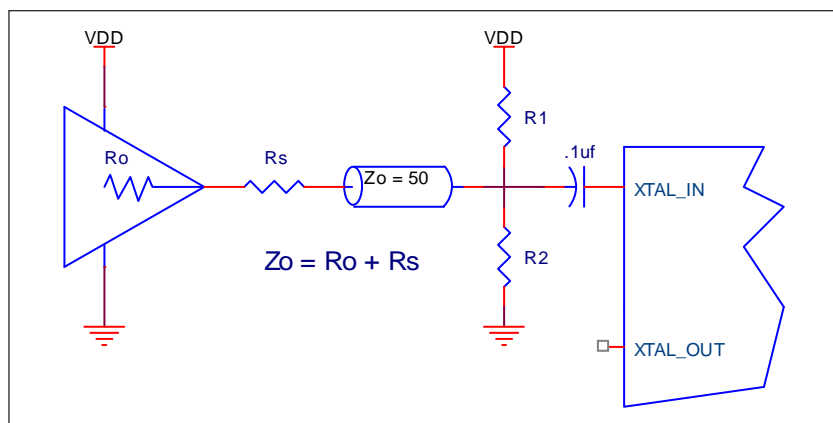 VDD
VDD
R1
Ro
Rs
.1uf
Zo = 50
XTAL_IN
Zo = Ro + Rs
R2
XTAL_OUT